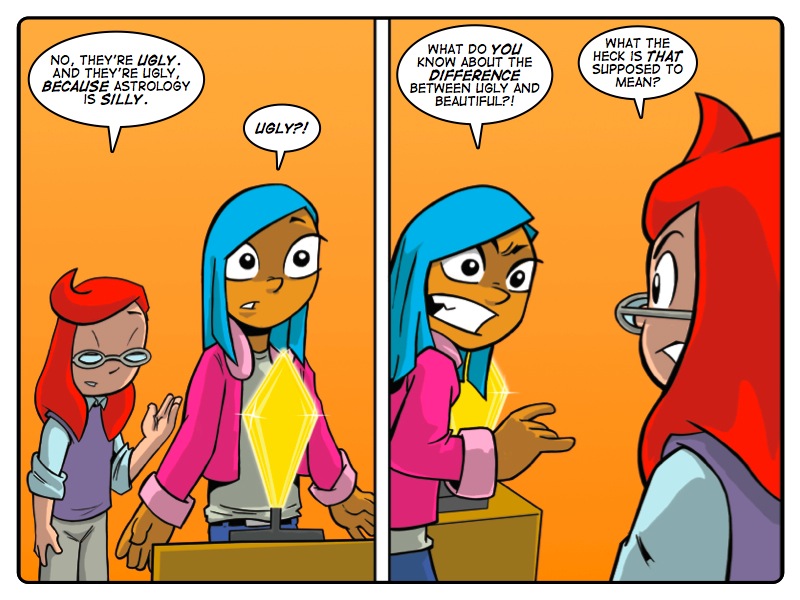 NO, THEY'RE UGLY.
AND THEY'RE UGLY,
BECAUSE ASTROLOGY
IS SILLY.
UGLY?!
WHAT DO YOU
KNOW ABOUT THE
DIFFERENCE
BETWEEN UGLY AND
BEAUTIFUL?!
WHAT THE
HECK IS THAT
SUPPOSED TO
MEAN?